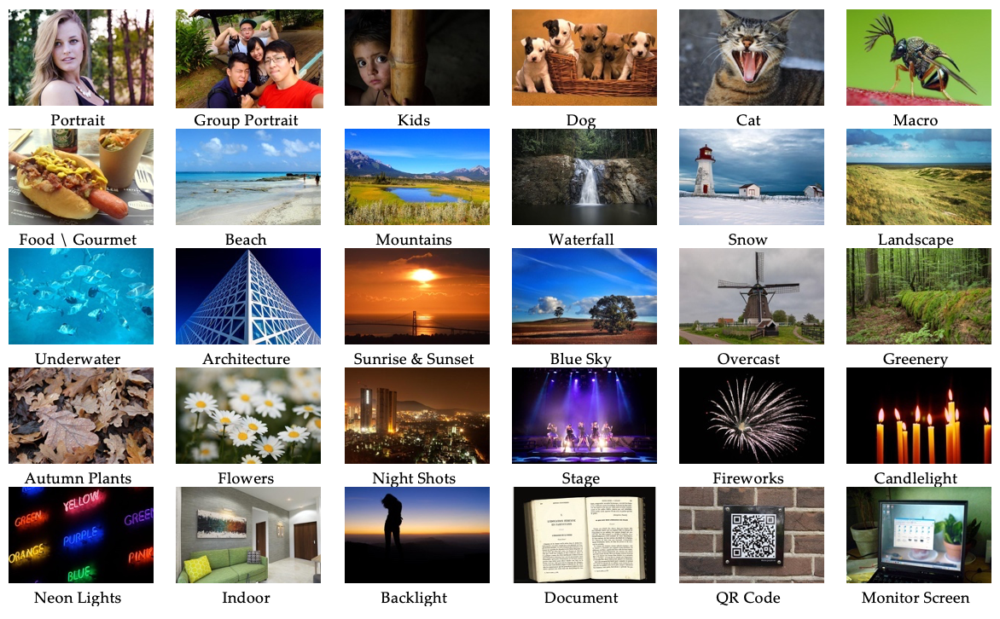 Portrait
Group Portrait
Kids
Dog
Cat
Macro
Food \ Gourmet
Beach
Mountains
Waterfall
Snow
Landscape
Underwater
Architecture
Sunrise & Sunset
Blue Sky
Overcast
Greenery
Autumn Plants
Flowers
Night Shots
Stage
Fireworks
Candlelight
YELLOW
GREEN
GREEN
PURPLE
ORANGE
PINK
BLUE
Neon Lights
Indoor
Backlight
Document
QR Code
Monitor Screen